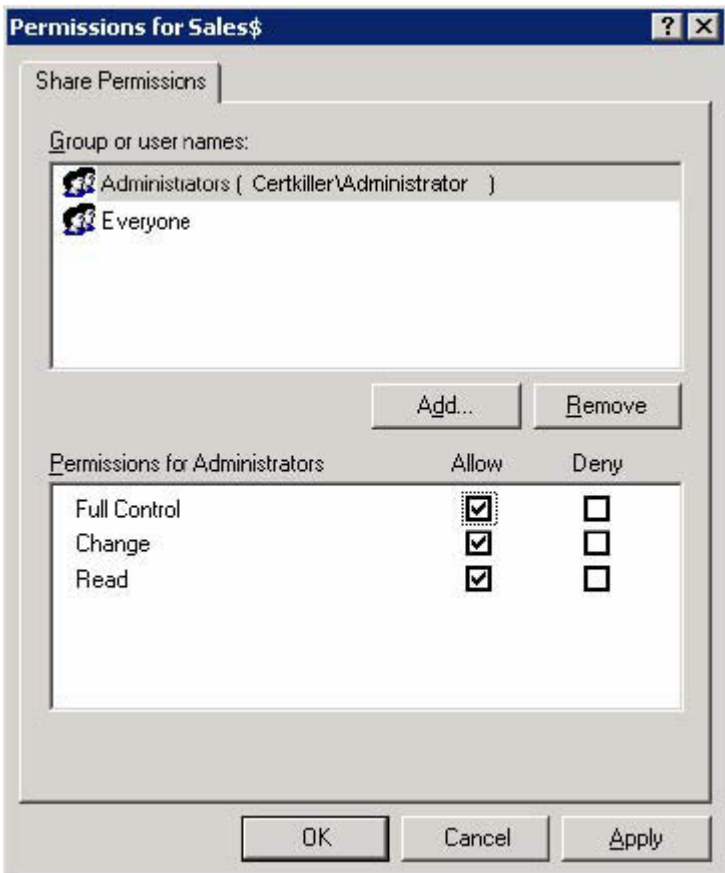 Permissions for Sales$
Share Permissions
Group or user names:
Administrators ( Certkiller\Administrator )
Everyone
Add... Remove
Permissions for Administrators Allow Deny
Full Control
Change
Read
OK Cancel Apply